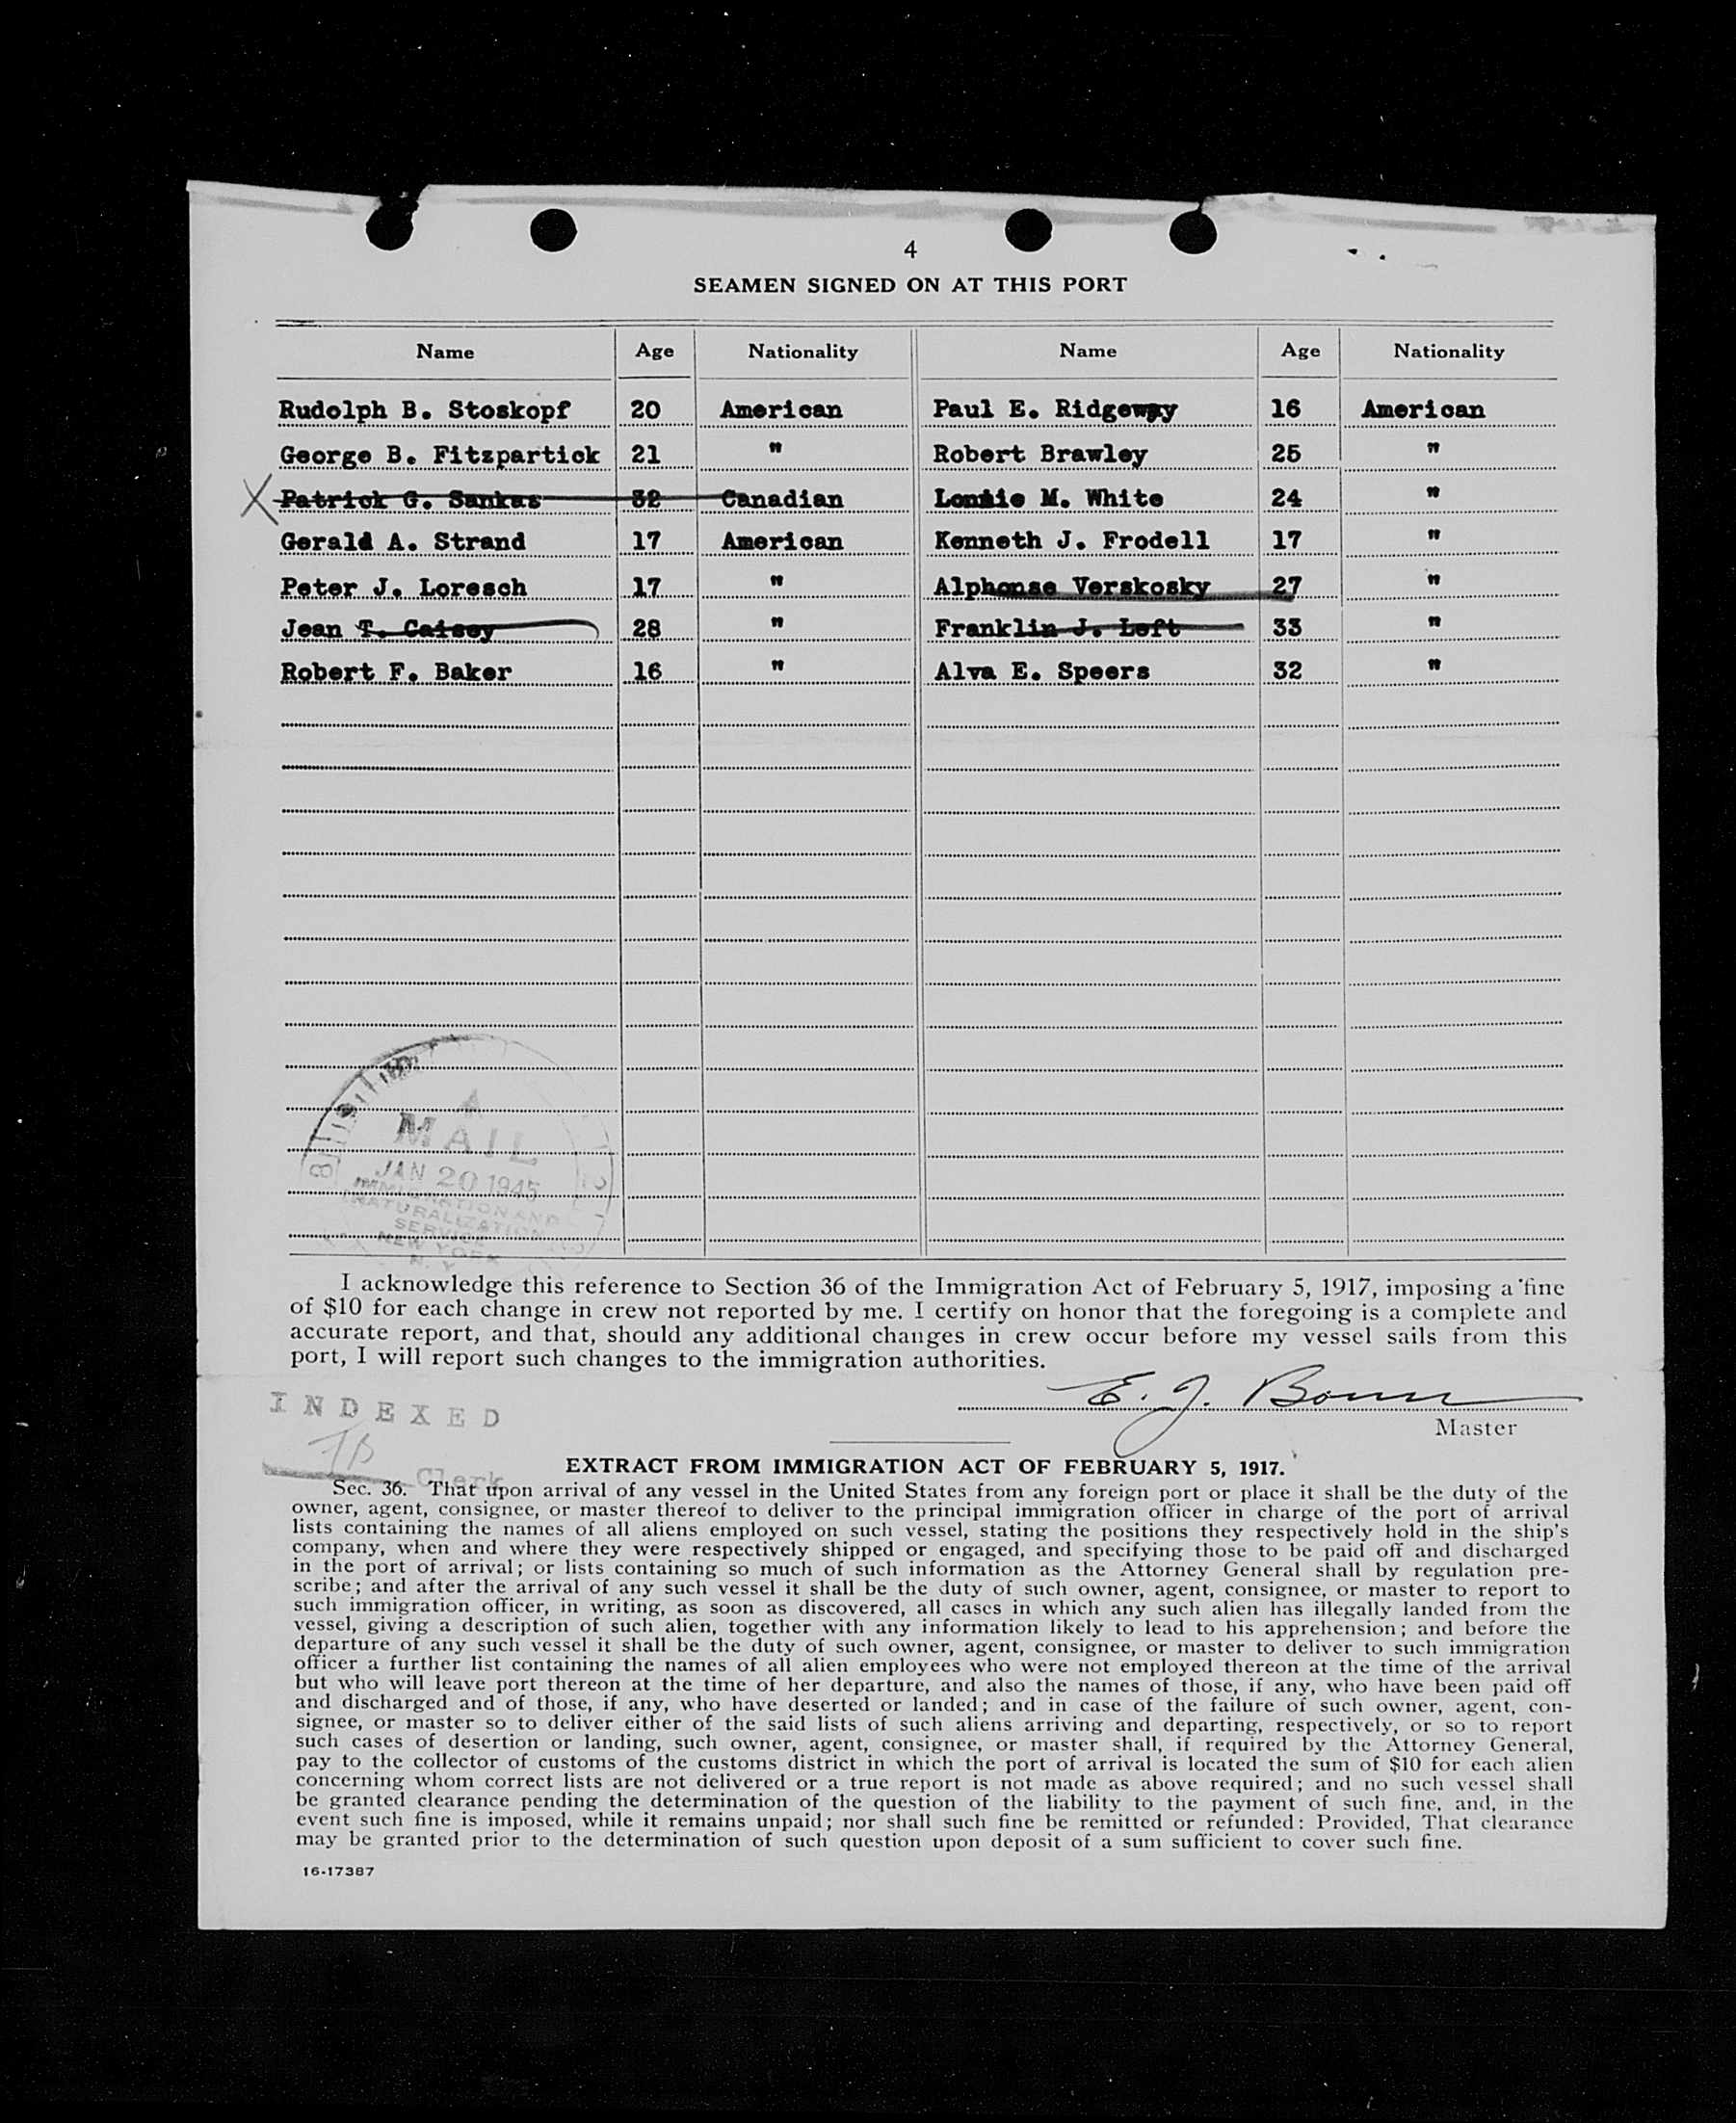 4
SEAMEN SIGNED ON AT THIS PORT
Name Age Nationality Name Age Nationality
Rudolph B. Stoskopf 20 American Paul E. Ridgeway 16 American
George B. Fitzpartick 21 " Robert Brawley 25 "
X Patrick G. Sankas 32 Canadian Lonnie M. White 24 "
Gerald A. Strand 17 American Kenneth J. Frodell 17 "
Peter J. Loresch 17 " Alphonse Verskosky 27 "
Jean T. Caisey 28 " Franklin J. Loft 33 "
Robert F. Baker 16 " Alva E. Speers 32 "
MAIL
JAN 20 1945
IMMIGRATION AND
NATURALIZATION
SERVICE
NEW YORK
N. Y.
I acknowledge this reference to Section 36 of the Immigration Act of February 5, 1917, imposing a fine
of $10 for each change in crew not reported by me. I certify on honor that the foregoing is a complete and
accurate report, and that, should any additional changes in crew occur before my vessel sails from this
port, I will report such changes to the immigration authorities.
E. J.
Master
INDEXED
Clerk
EXTRACT FROM IMMIGRATION ACT OF FEBRUARY 5, 1917.
Sec. 36. That upon arrival of any vessel in the United States from any foreign port or place it shall be the duty of the
owner, agent, consignee, or master thereof to deliver to the principal immigration officer in charge of the port of arrival
lists containing the names of all aliens employed on such vessel, stating the positions they respectively hold in the ship's
company, when and where they were respectively shipped or engaged, and specifying those to be paid off and discharged
in the port of arrival; or lists containing so much of such information as the Attorney General shall by regulation pre-
scribe; and after the arrival of any such vessel it shall be the duty of such owner, agent, consignee, or master to report to
such immigration officer, in writing, as soon as discovered, all cases in which any such alien has illegally landed from the
vessel, giving a description of such alien, together with any information likely to lead to his apprehension; and before the
departure of any such vessel it shall be the duty of such owner, agent, consignee, or master to deliver to such immigration
officer a further list containing the names of all alien employees who were not employed thereon at the time of the arrival
but who will leave port thereon at the time of her departure, and also the names of those, if any, who have been paid off
and discharged and of those, if any, who have deserted or landed; and in case of the failure of such owner, agent, con-
signee, or master so to deliver either of the said lists of such aliens arriving and departing, respectively, or so to report
such cases of desertion or landing, such owner, agent, consignee, or master shall, if required by the Attorney General,
pay to the collector of customs of the customs district in which the port of arrival is located the sum of $10 for each alien
concerning whom correct lists are not delivered or a true report is not made as above required; and no such vessel shall
be granted clearance pending the determination of the question of the liability to the payment of such fine, and, in the
event such fine is imposed, while it remains unpaid; nor shall such fine be remitted or refunded: Provided, That clearance
may be granted prior to the determination of such question upon deposit of a sum sufficient to cover such fine.
16-17387